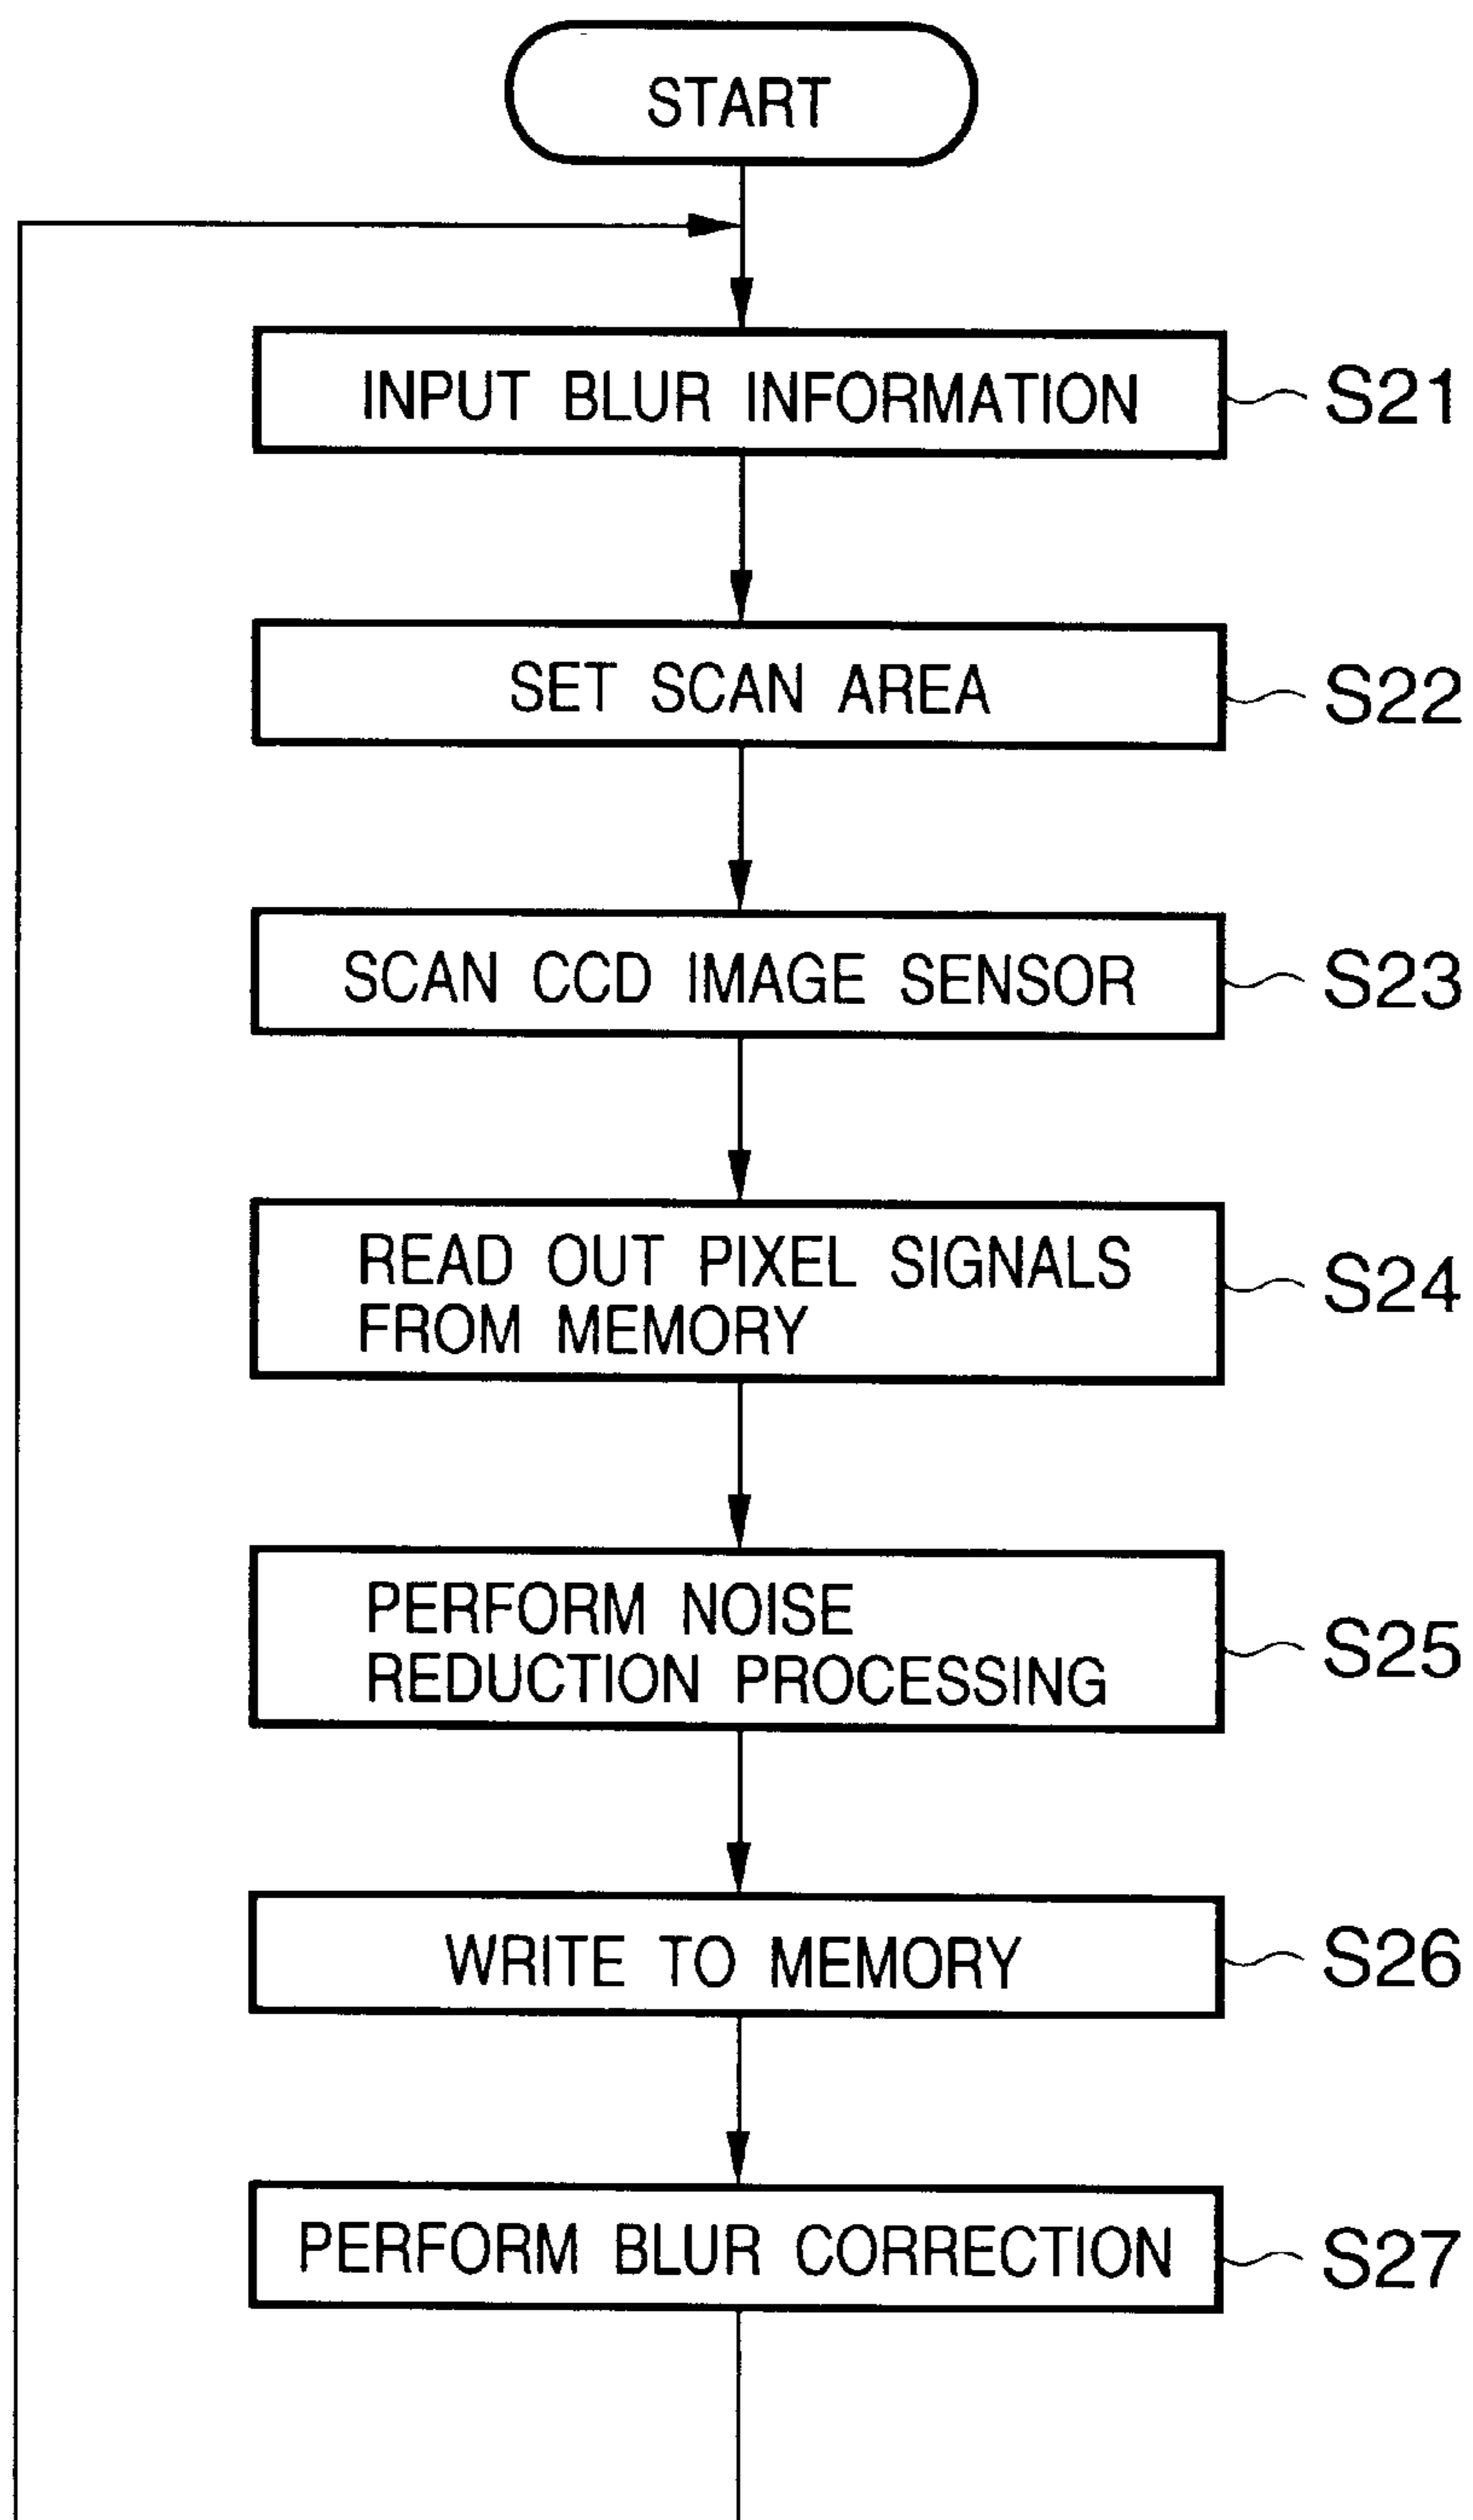 START
INPUT BLUR INFORMATION S21
SET SCAN AREA S22
SCAN CCD IMAGE SENSOR S23
READ OUT PIXEL SIGNALS
FROM MEMORY S24
PERFORM NOISE
REDUCTION PROCESSING S25
WRITE TO MEMORY S26
PERFORM BLUR CORRECTION S27